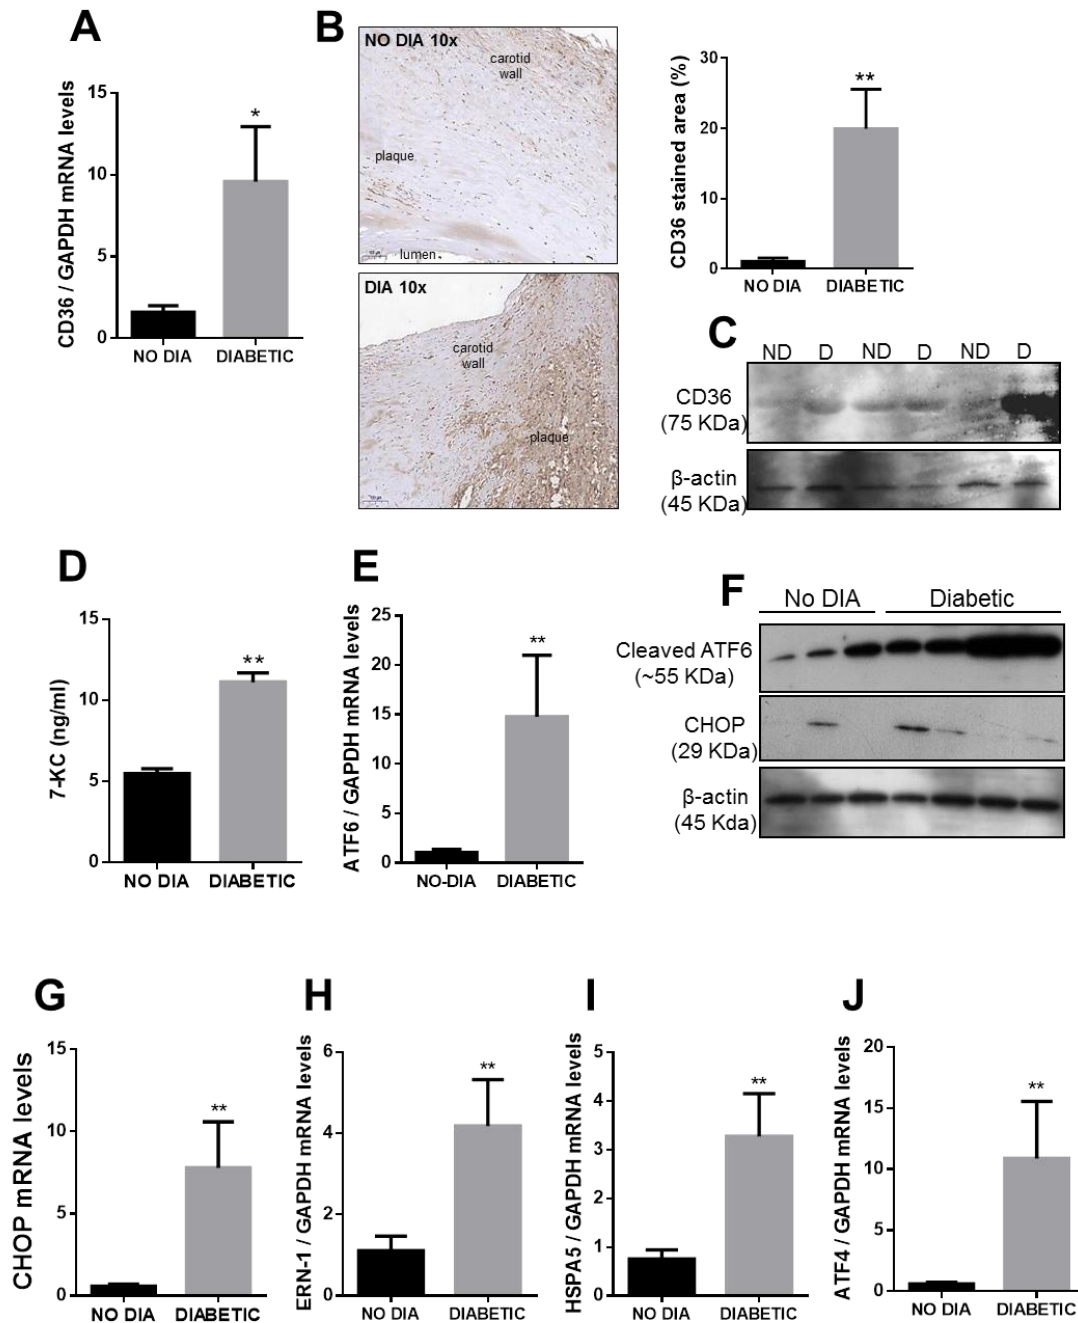 A
CD36 / GAPDH mRNA levels
15
10
5
0
*
NO DIA DIABETIC
B
NO DIA 10x
carotid
wall
plaque
lumen
DIA 10x
carotid
wall
plaque
CD36 stained area (%)
30
20
10
0
**
NO DIA DIABETIC
C
ND D ND D ND D
CD36
(75 KDa)
β-actin
(45 KDa)
D
7-KC (ng/ml)
15
10
5
0
**
NO DIA DIABETIC
E
ATF6 / GAPDH mRNA levels
25
20
15
10
5
0
**
NO-DIA DIABETIC
F
No DIA Diabetic
Cleaved ATF6
(~55 KDa)
CHOP
(29 KDa)
β-actin
(45 Kda)
G
CHOP mRNA levels
15
10
5
0
**
NO DIA DIABETIC
H
ERN-1 / GAPDH mRNA levels
6
4
2
0
**
NO DIA DIABETIC
I
HSPA5 / GAPDH mRNA levels
5
4
3
2
1
0
**
NO DIA DIABETIC
J
ATF4 / GAPDH mRNA levels
20
15
10
5
0
**
NO DIA DIABETIC